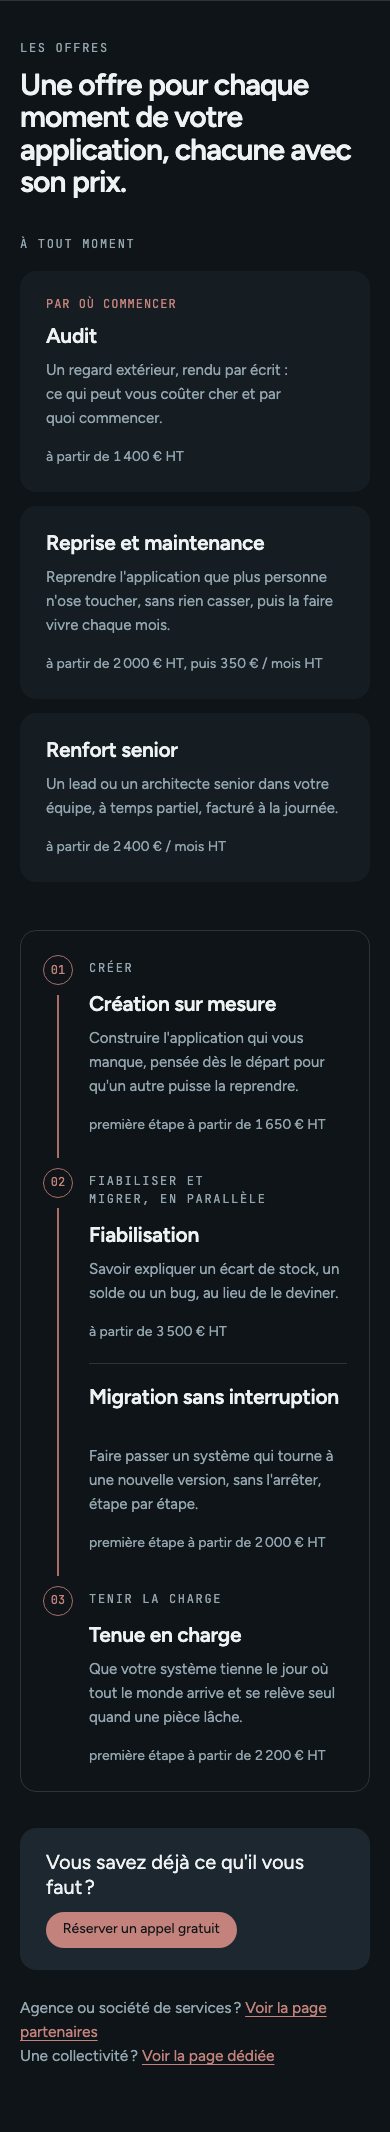 LES OFFRES
Une offre pour chaque
moment de votre
application, chacune avec
son prix.
À TOUT MOMENT
PAR OÙ COMMENCER
Audit
Un regard extérieur, rendu par écrit :
ce qui peut vous coûter cher et par
quoi commencer.
à partir de 1 400 € HT
Reprise et maintenance
Reprendre l'application que plus personne
n'ose toucher, sans rien casser, puis la faire
vivre chaque mois.
à partir de 2 000 € HT, puis 350 € / mois HT
Renfort senior
Un lead ou un architecte senior dans votre
équipe, à temps partiel, facturé à la journée.
à partir de 2 400 € / mois HT
01 CRÉER
Création sur mesure
Construire l'application qui vous
manque, pensée dès le départ pour
qu'un autre puisse la reprendre.
première étape à partir de 1 650 € HT
02 FIABILISER ET
MIGRER, EN PARALLÈLE
Fiabilisation
Savoir expliquer un écart de stock, un
solde ou un bug, au lieu de le deviner.
à partir de 3 500 € HT
Migration sans interruption
Faire passer un système qui tourne à
une nouvelle version, sans l'arrêter,
étape par étape.
première étape à partir de 2 000 € HT
03 TENIR LA CHARGE
Tenue en charge
Que votre système tienne le jour où
tout le monde arrive et se relève seul
quand une pièce lâche.
première étape à partir de 2 200 € HT
Vous savez déjà ce qu'il vous
faut ?
Réserver un appel gratuit
Agence ou société de services ? Voir la page
partenaires
Une collectivité ? Voir la page dédiée